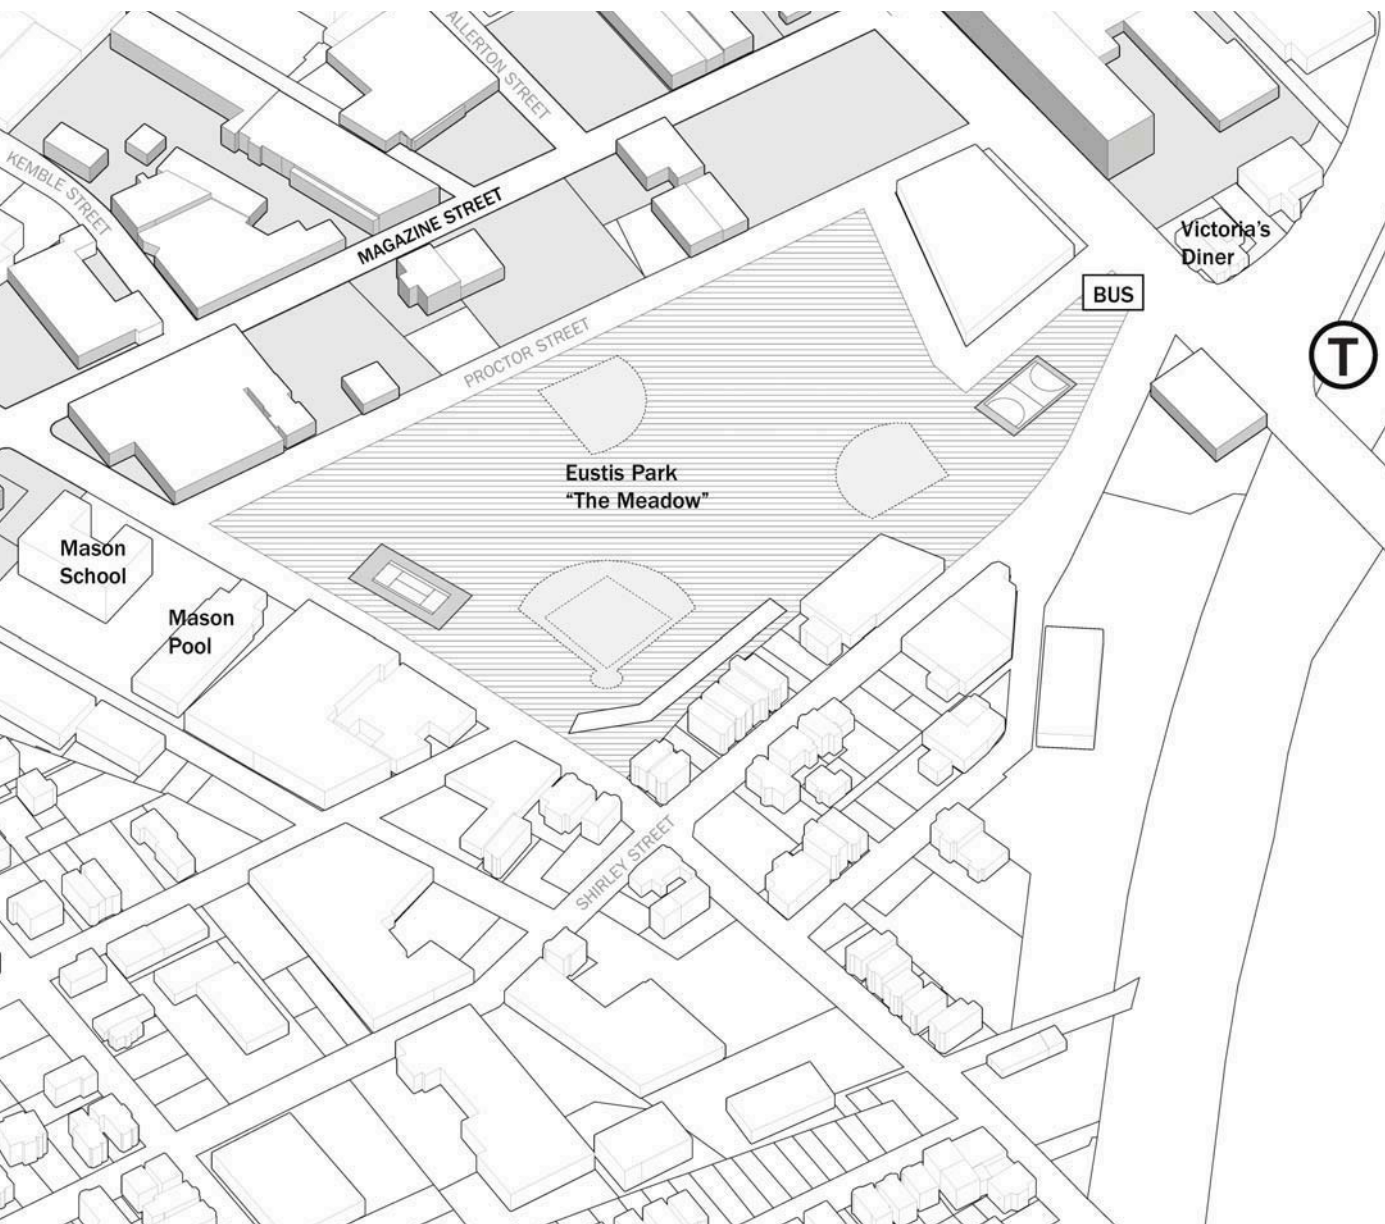 ALLERTON STREET
KEMBLE STREET
MAGAZINE STREET
Victoria's
Diner
BUS
PROCTOR STREET
T
Eustis Park
“The Meadow”
Mason
School
Mason
Pool
SHIRLEY STREET